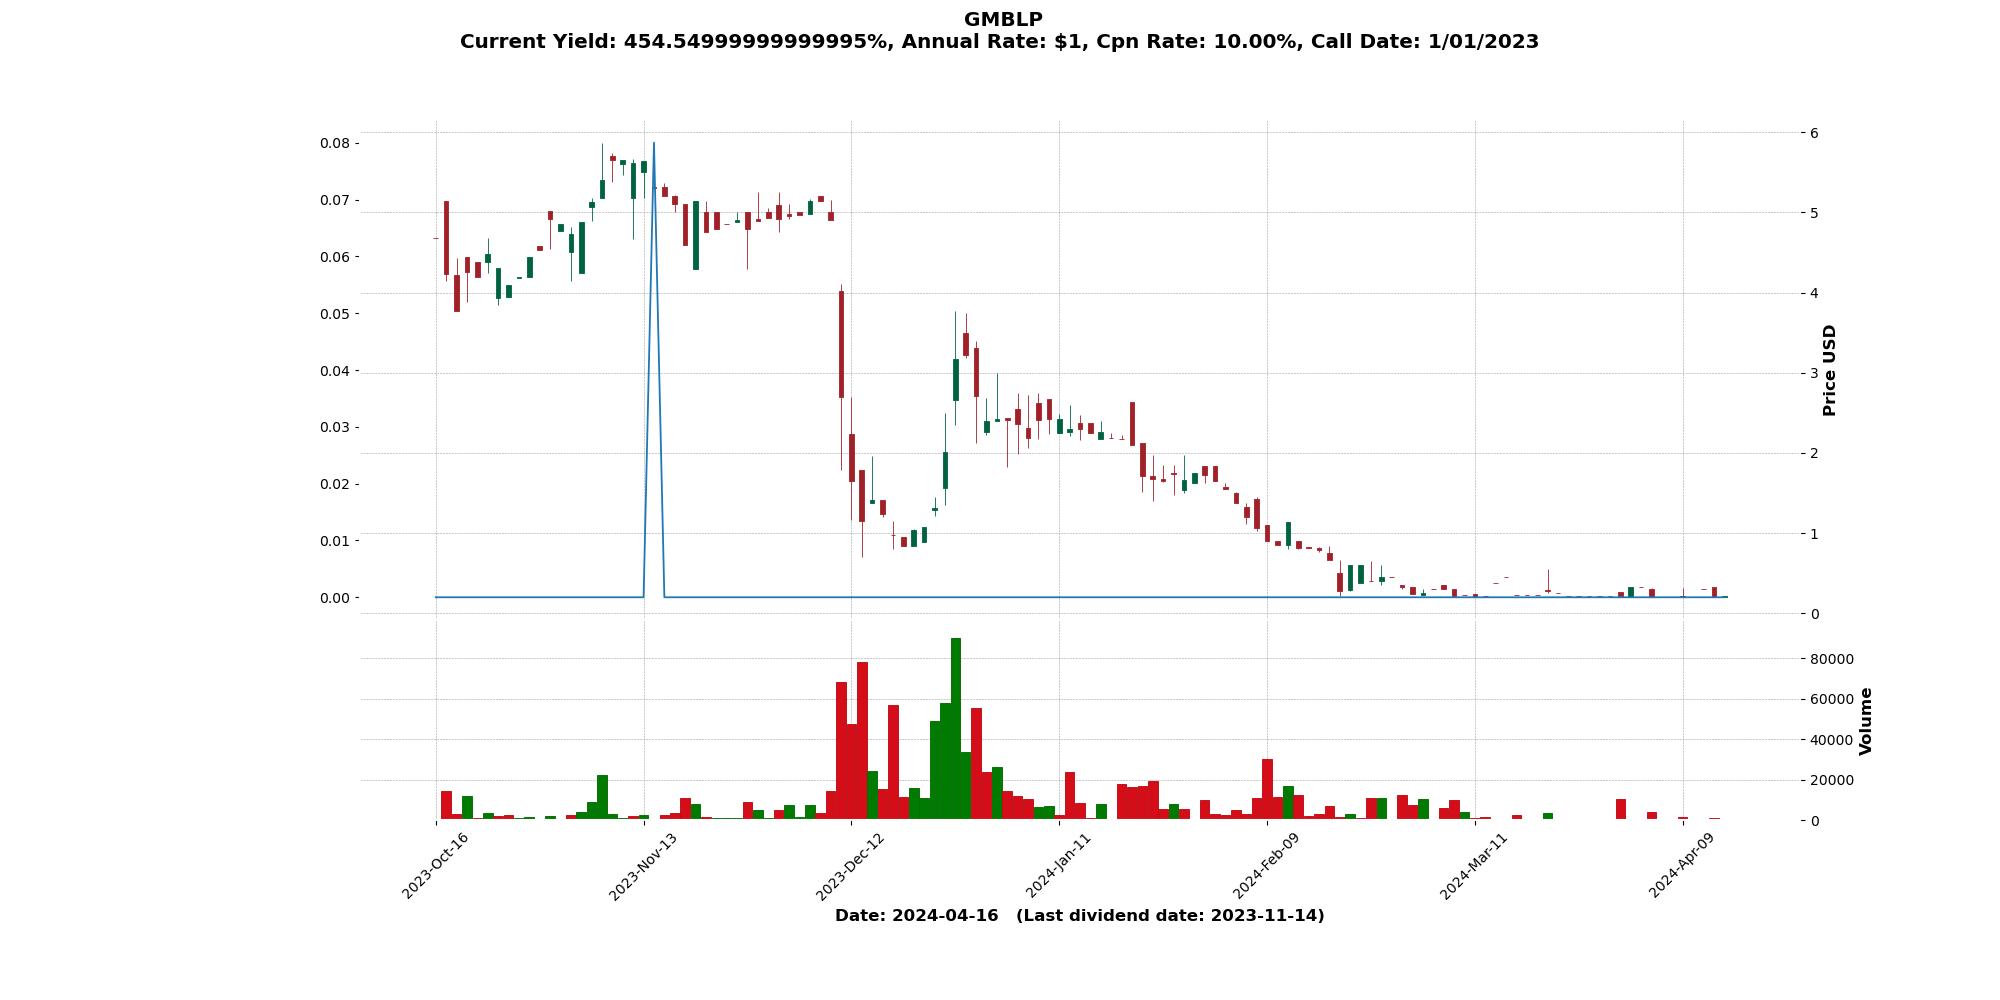 GMBLP
Current Yield: 454.54999999999995%, Annual Rate: $1, Cpn Rate: 10.00%, Call Date: 1/01/2023
0.08
0.07
0.06
0.05
0.04
0.03
0.02
0.01
0.00
6
5
4
3
2
1
0
Price USD
80000
60000
40000
20000
0
Volume
2023-Oct-16
2023-Nov-13
2023-Dec-12
2024-Jan-11
2024-Feb-09
2024-Mar-11
2024-Apr-09
Date: 2024-04-16 (Last dividend date: 2023-11-14)